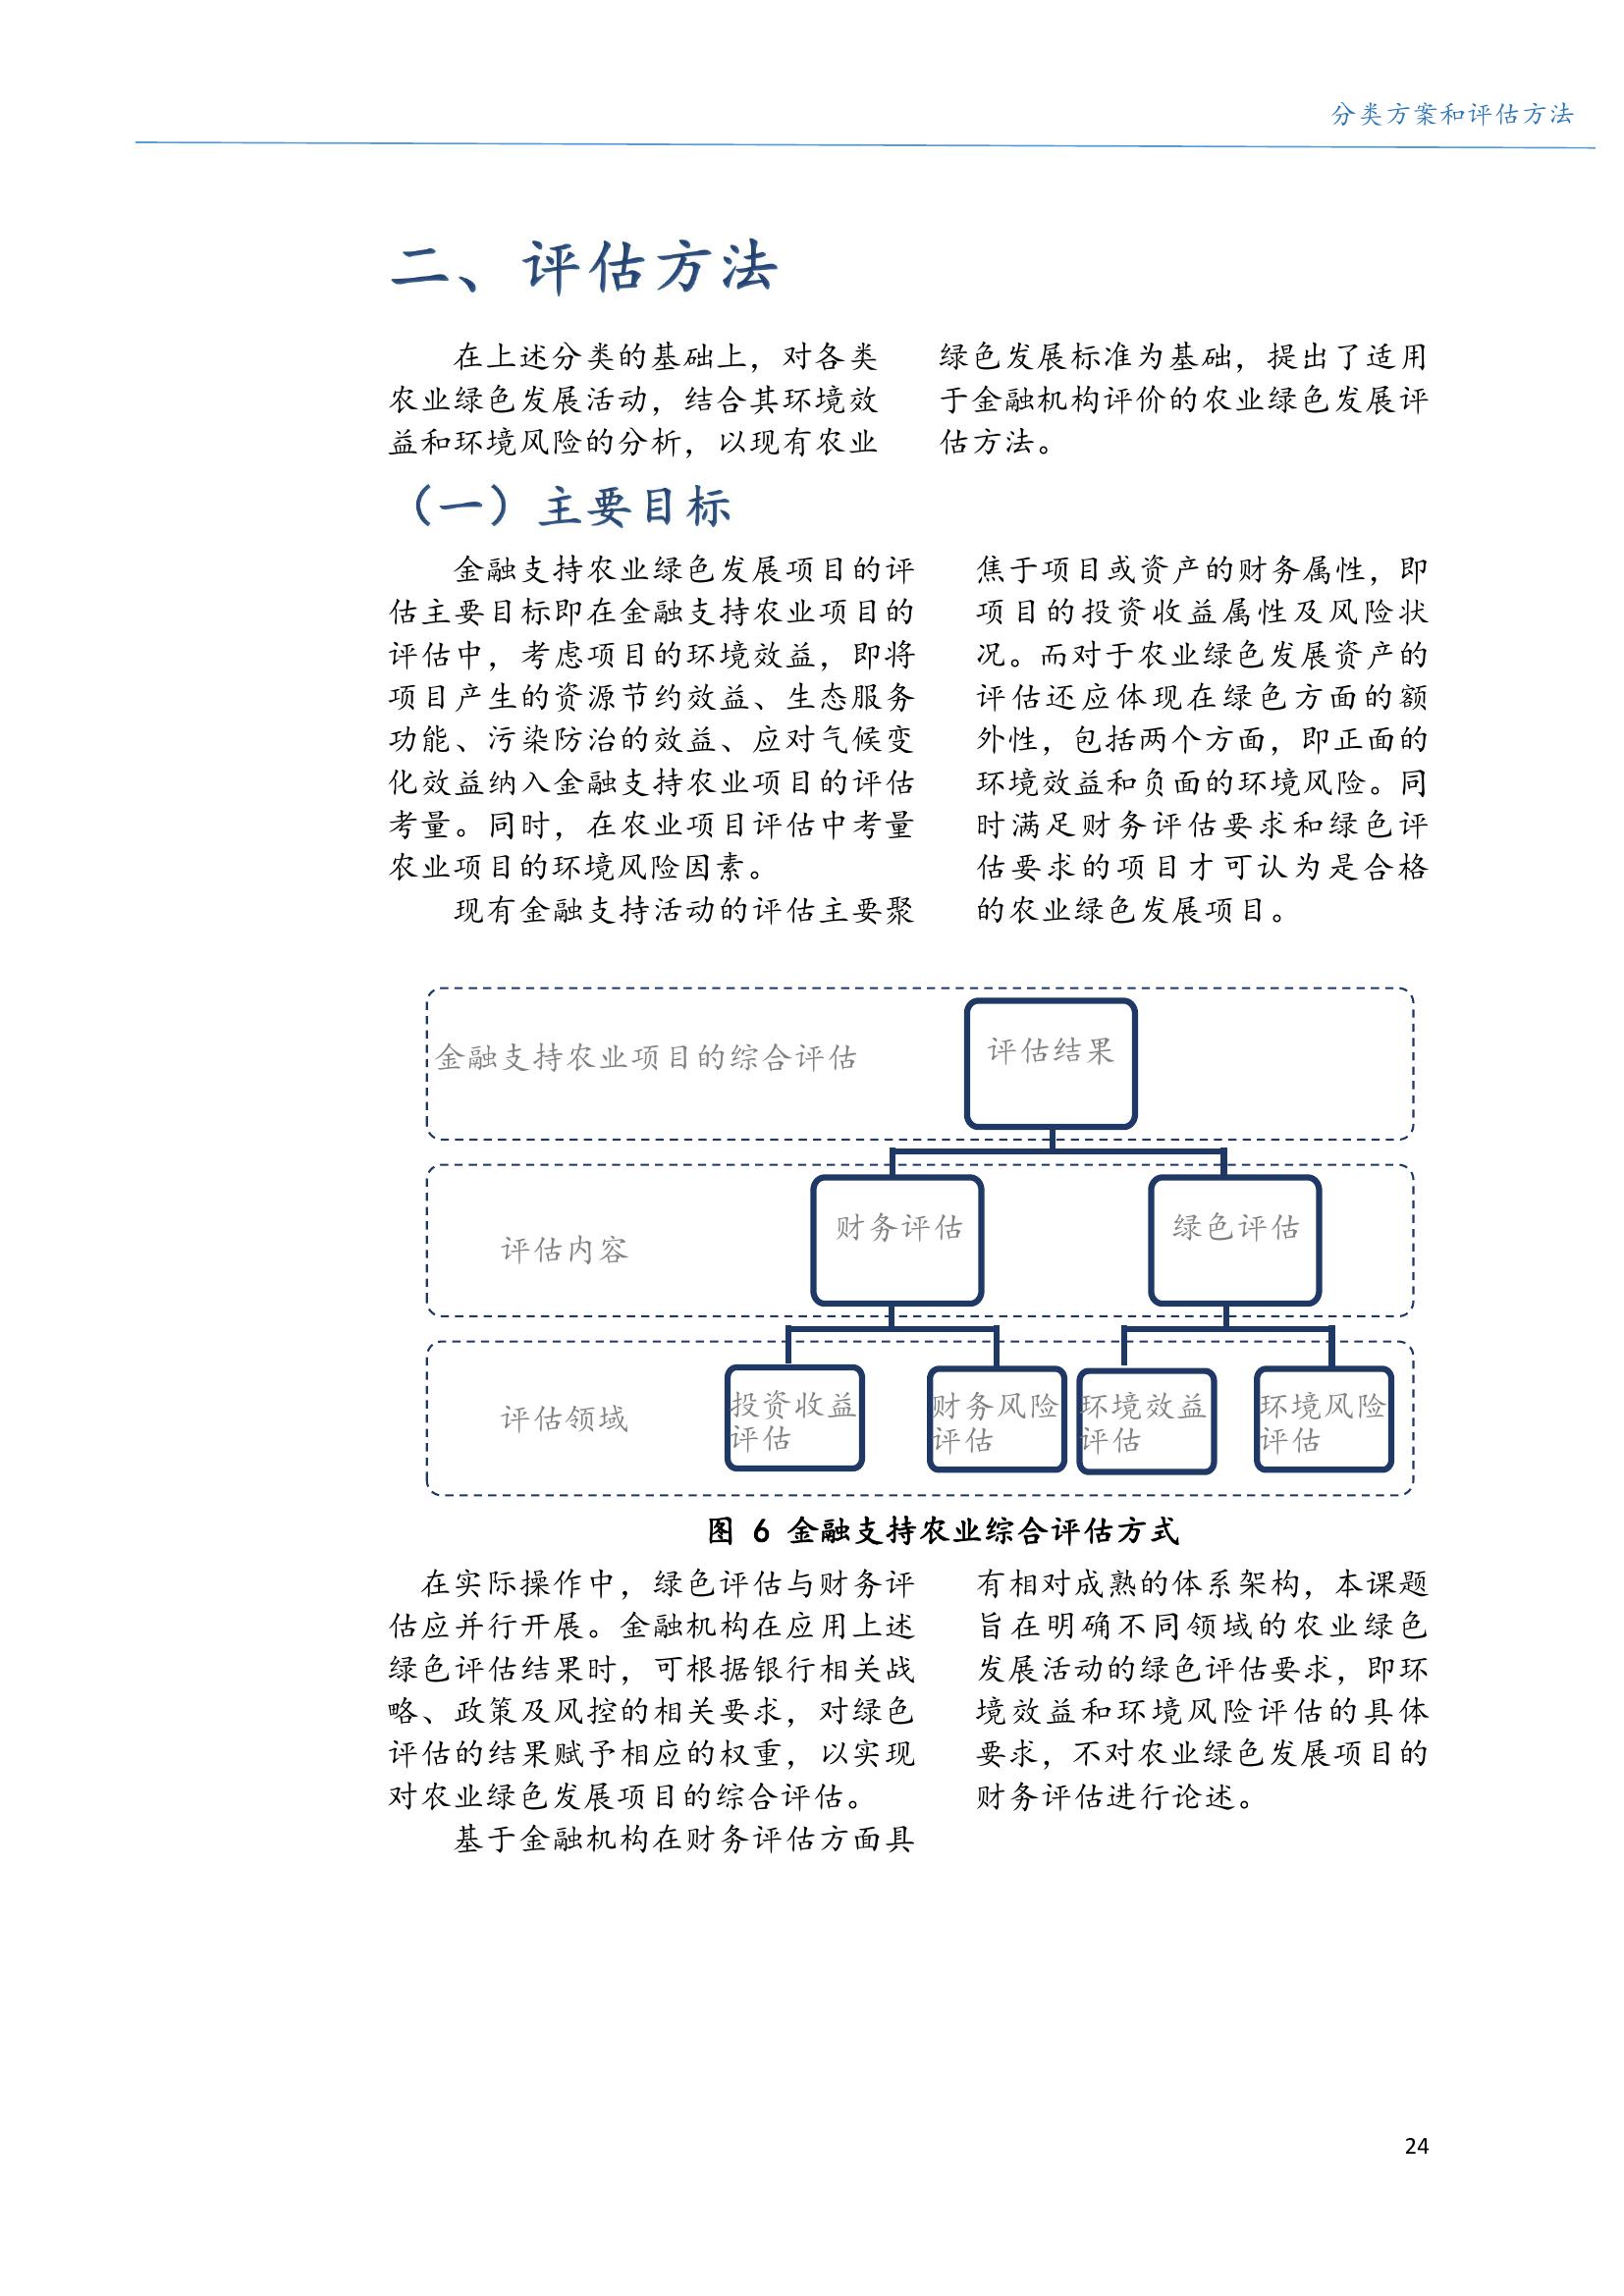 分类方案和评估方法
二、评估方法
在上述分类的基础上，对各类
农业绿色发展活动，结合其环境效
益和环境风险的分析，以现有农业
绿色发展标准为基础，提出了适用
于金融机构评价的农业绿色发展评
估方法。
（一）主要目标
金融支持农业绿色发展项目的评
估主要目标即在金融支持农业项目的
评估中，考虑项目的环境效益，即将
项目产生的资源节约效益、生态服务
功能、污染防治的效益、应对气候变
化效益纳入金融支持农业项目的评估
考量。同时，在农业项目评估中考量
农业项目的环境风险因素。
现有金融支持活动的评估主要聚
焦于项目或资产的财务属性，即
项目的投资收益属性及风险状
况。而对于农业绿色发展资产的
评估还应体现在绿色方面的额
外性，包括两个方面，即正面的
环境效益和负面的环境风险。同
时满足财务评估要求和绿色评
估要求的项目才可认为是合格
的农业绿色发展项目。
金融支持农业项目的综合评估
评估结果
评估内容
财务评估
绿色评估
评估领域
投资收益
评估
财务风险
评估
环境效益
评估
环境风险
评估
图 6 金融支持农业综合评估方式
在实际操作中，绿色评估与财务评
估应并行开展。金融机构在应用上述
绿色评估结果时，可根据银行相关战
略、政策及风控的相关要求，对绿色
评估的结果赋予相应的权重，以实现
对农业绿色发展项目的综合评估。
基于金融机构在财务评估方面具
有相对成熟的体系架构，本课题
旨在明确不同领域的农业绿色
发展活动的绿色评估要求，即环
境效益和环境风险评估的具体
要求，不对农业绿色发展项目的
财务评估进行论述。
24